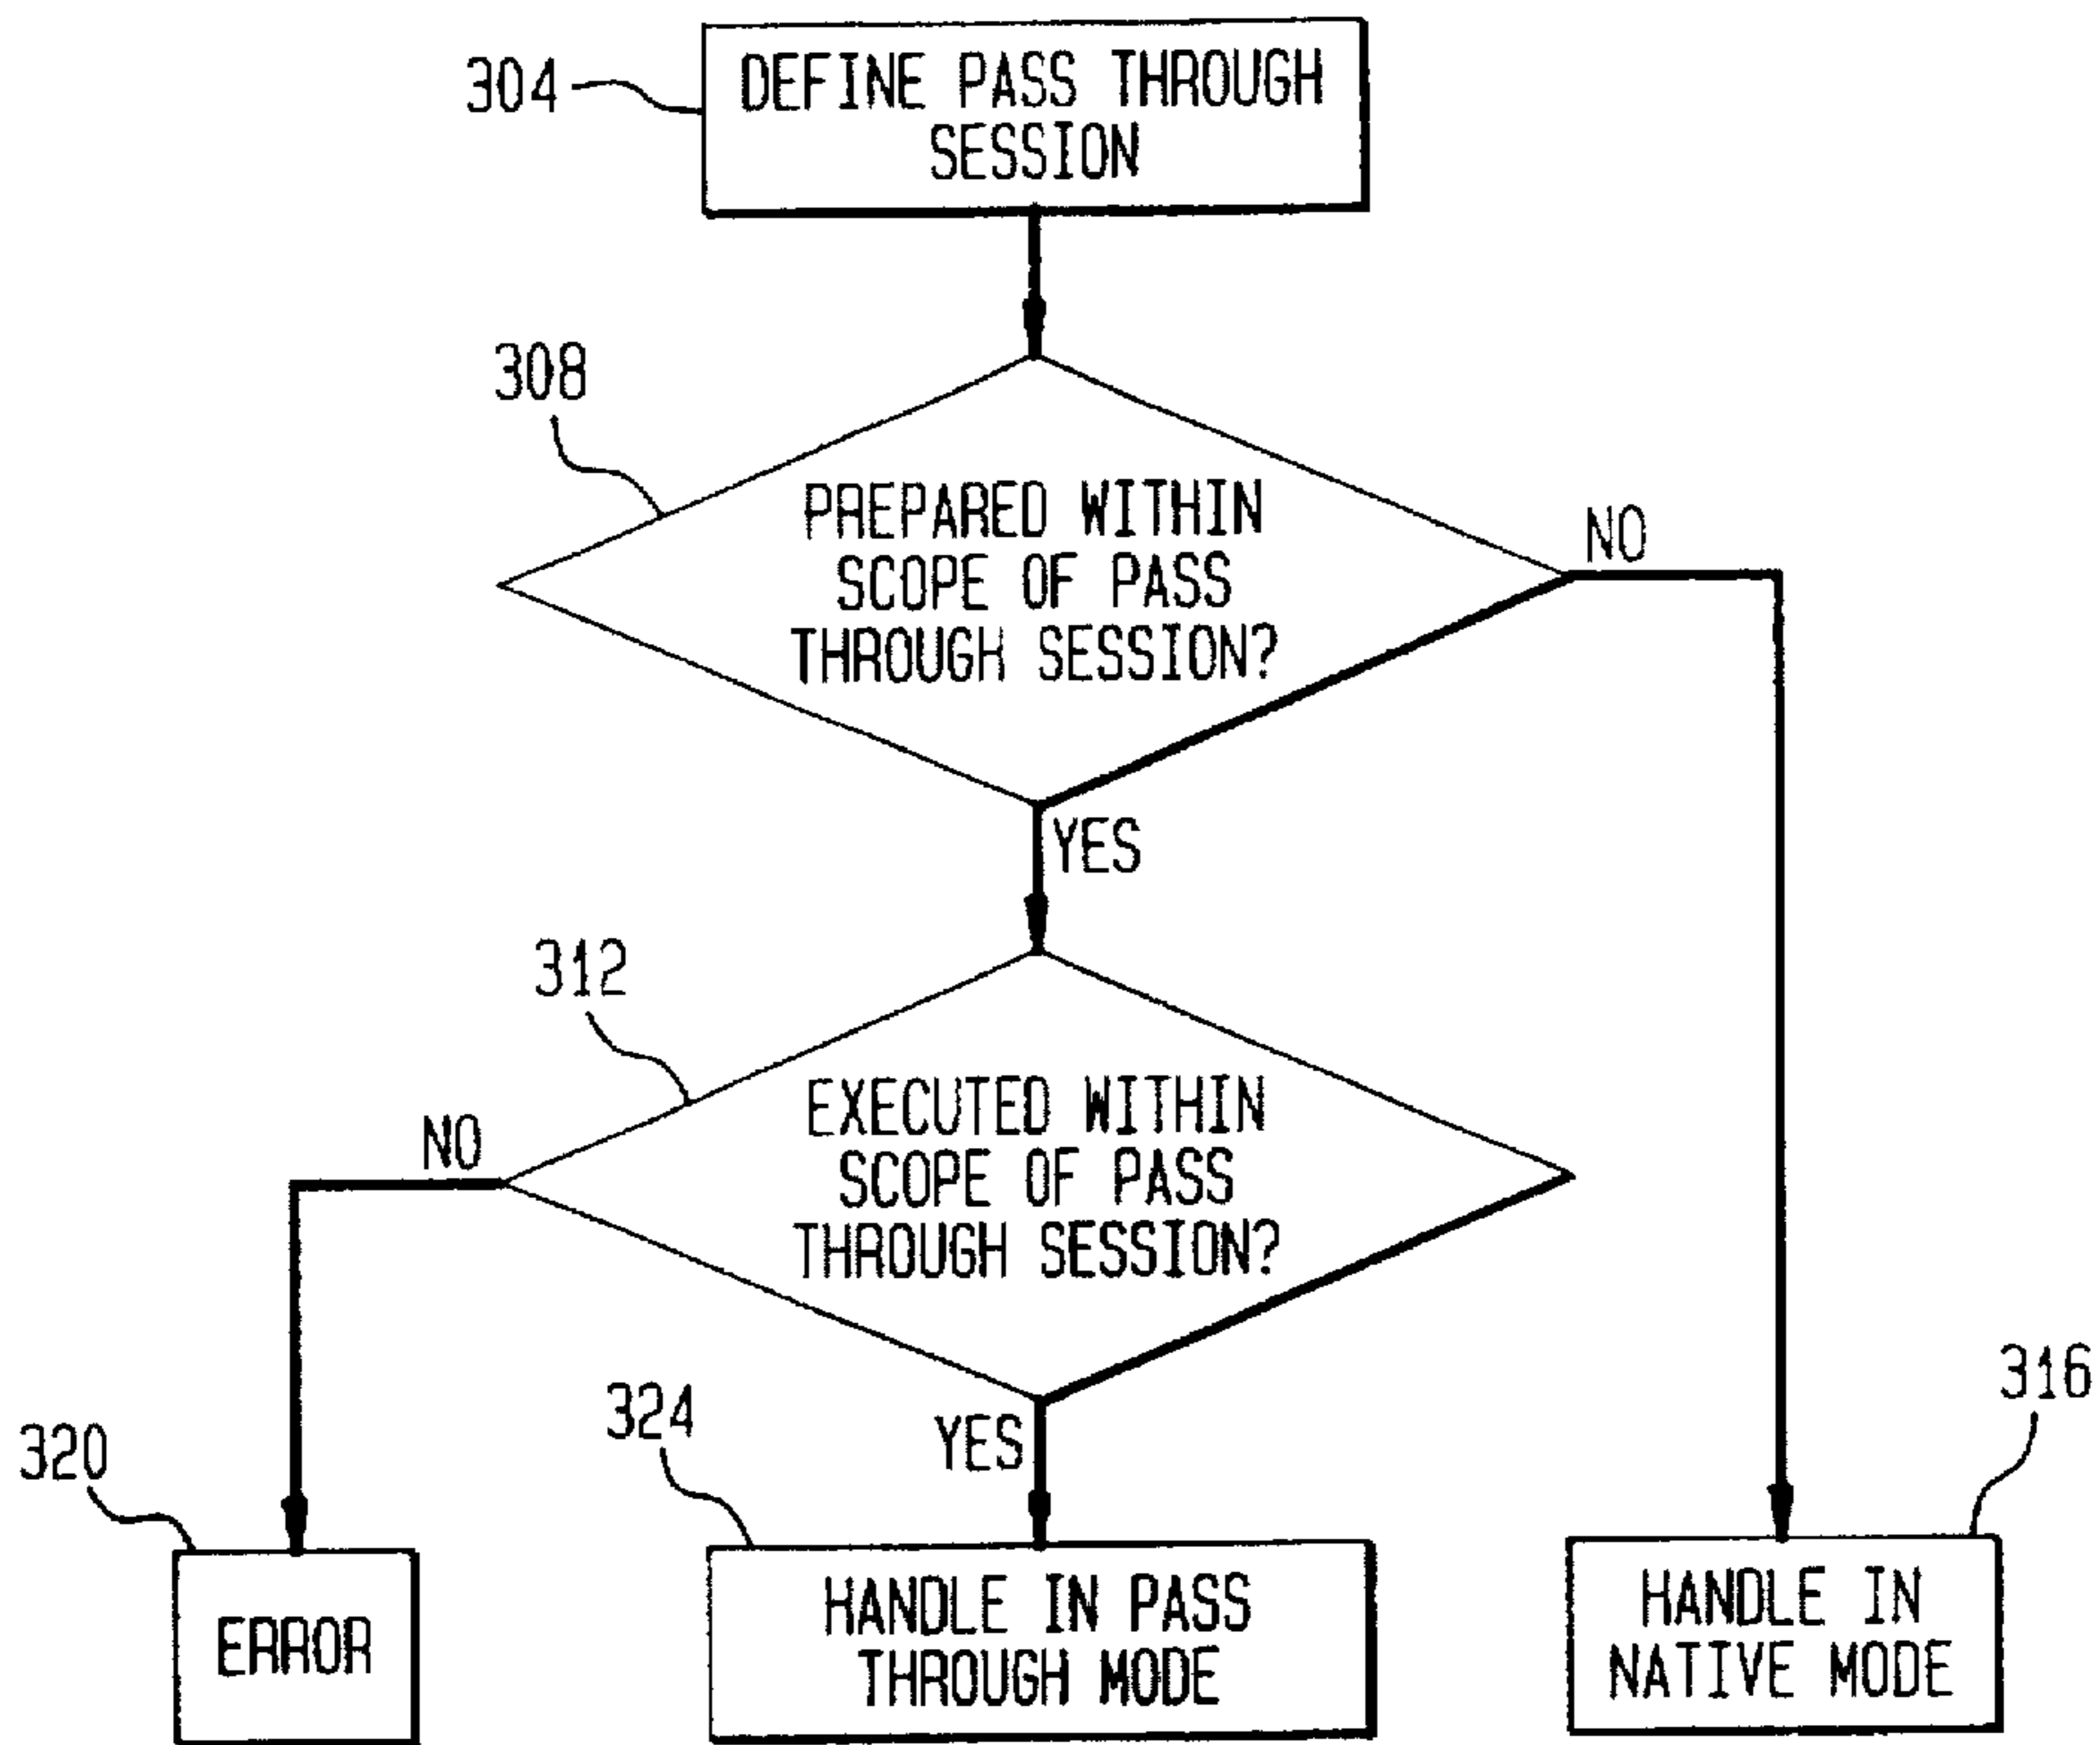 304
DEFINE PASS THROUGH
SESSION
308
PREPARED WITHIN
SCOPE OF PASS
THROUGH SESSION?
NO
YES
312
EXECUTED WITHIN
SCOPE OF PASS
THROUGH SESSION?
NO
YES
320
ERROR
324
HANDLE IN PASS
THROUGH MODE
316
HANDLE IN
NATIVE MODE